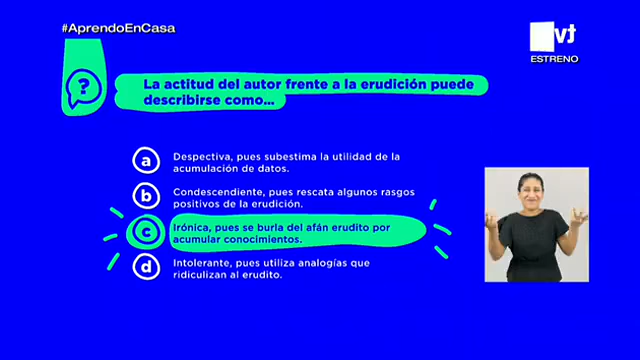 #AprendoEnCasa
vt
ESTRENO
?
La actitud del autor frente a la erudición puede
describirse como...
a
Despectiva, pues subestima la utilidad de la
acumulación de datos.
b
Condescendiente, pues rescata algunos rasgos
positivos de la erudición.
c
Irónica, pues se burla del afán erudito por
acumular conocimientos.
d
Intolerante, pues utiliza analogías que
ridiculizan al erudito.